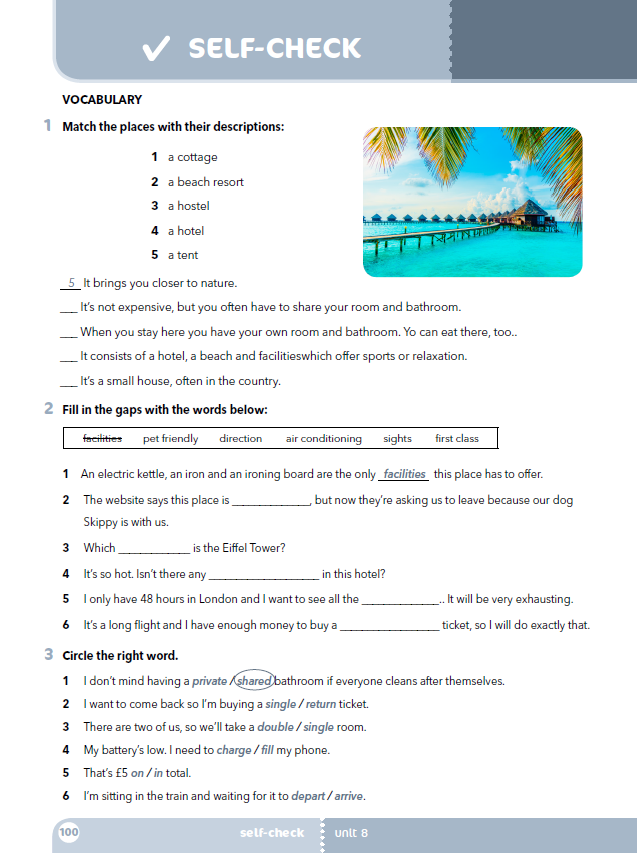 ✓ SELF-CHECK
VOCABULARY
1 Match the places with their descriptions:
1 a cottage
2 a beach resort
3 a hostel
4 a hotel
5 a tent
5 It brings you closer to nature.
___ It's not expensive, but you often have to share your room and bathroom.
___ When you stay here you have your own room and bathroom. Yo can eat there, too..
___ It consists of a hotel, a beach and facilitieswhich offer sports or relaxation.
___ It's a small house, often in the country.
2 Fill in the gaps with the words below:
facilities pet friendly direction air conditioning sights first class
1 An electric kettle, an iron and an ironing board are the only facilities this place has to offer.
2 The website says this place is ______________, but now they're asking us to leave because our dog
Skippy is with us.
3 Which ____________ is the Eiffel Tower?
4 It's so hot. Isn't there any ___________________ in this hotel?
5 I only have 48 hours in London and I want to see all the _____________.. It will be very exhausting.
6 It's a long flight and I have enough money to buy a _________________ ticket, so I will do exactly that.
3 Circle the right word.
1 I don't mind having a private / shared bathroom if everyone cleans after themselves.
2 I want to come back so I'm buying a single / return ticket.
3 There are two of us, so we'll take a double / single room.
4 My battery's low. I need to charge / fill my phone.
5 That's £5 on / in total.
6 I'm sitting in the train and waiting for it to depart / arrive.
100 self-check unit 8